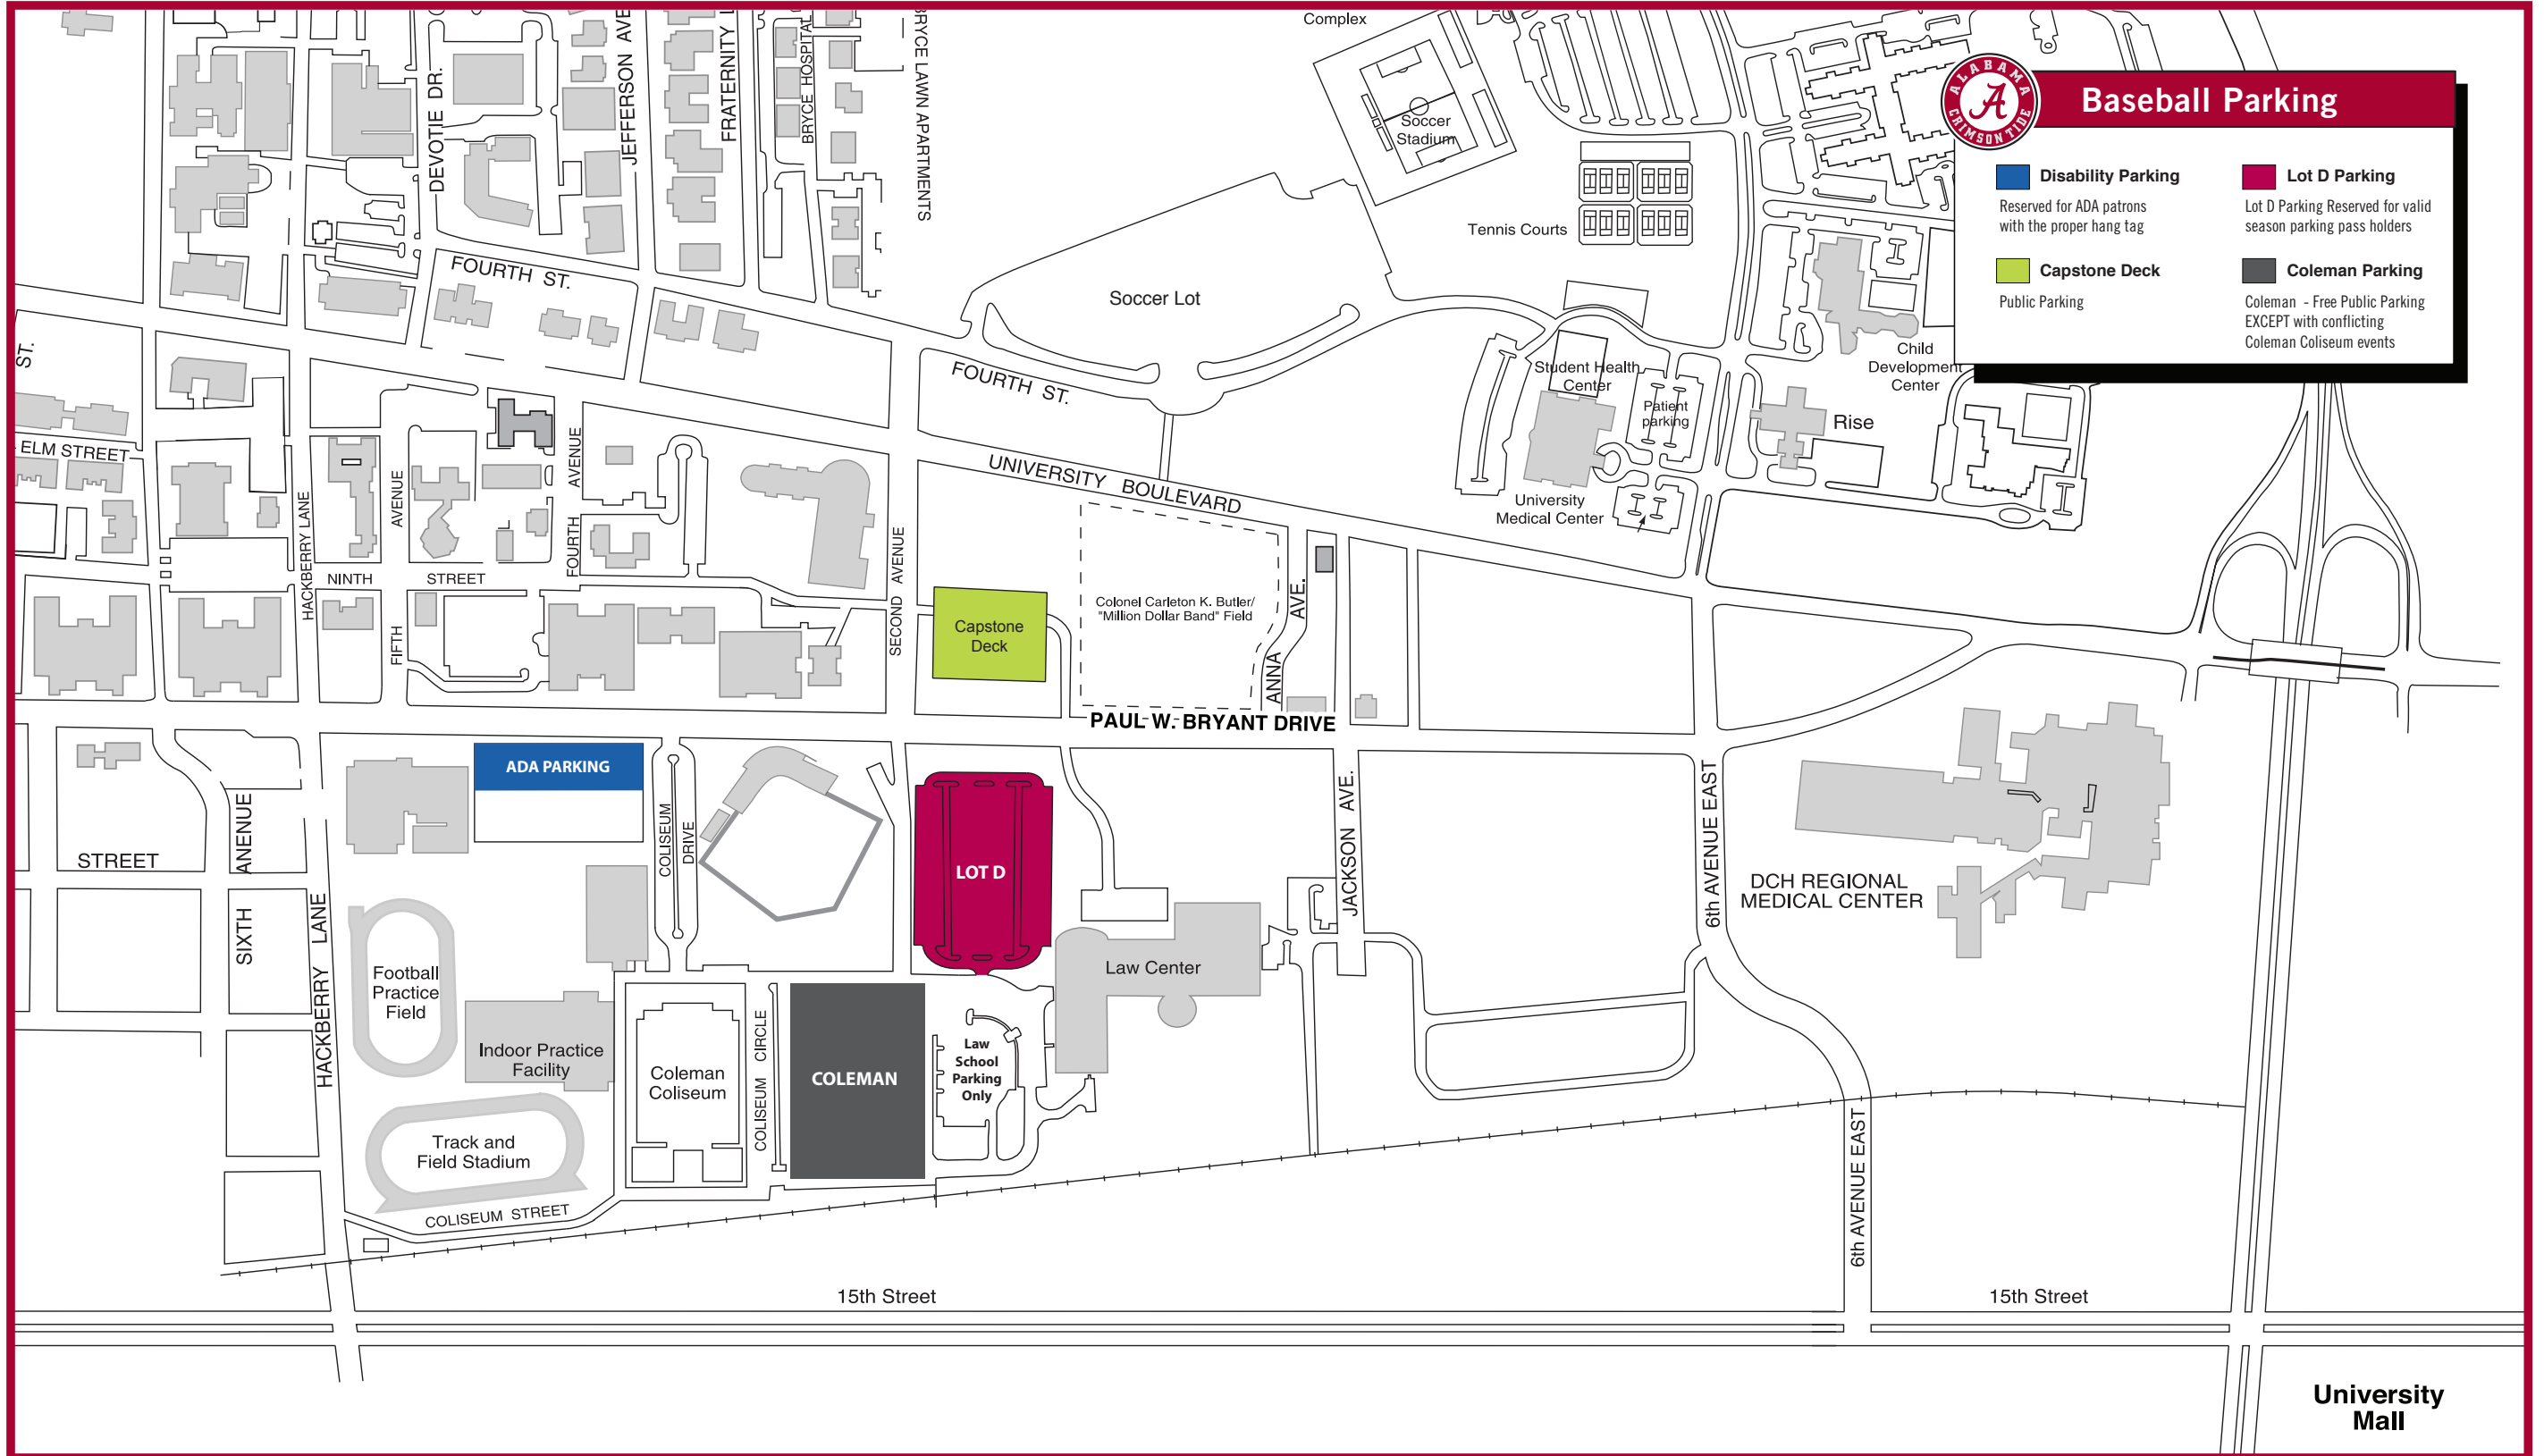 Complex
BRYCE LAWN APARTMENTS
BRYCE HOSPITAL
FRATERNITY
JEFFERSON AVE
DEVOTIE DR.
ALABAMA
A
CRIMSON TIDE
Baseball Parking
Disability Parking
Reserved for ADA patrons
with the proper hang tag
Lot D Parking
Lot D Parking Reserved for valid
season parking pass holders
Capstone Deck
Public Parking
Coleman Parking
Coleman - Free Public Parking
EXCEPT with conflicting
Coleman Coliseum events
Soccer
Stadium
Tennis Courts
FOURTH ST.
Soccer Lot
ST.
Child
Development
Center
Student Health
Center
FOURTH ST.
Patient
parking
Rise
ELM STREET
UNIVERSITY BOULEVARD
University
Medical Center
HACKBERRY LANE
FIFTH
AVENUE
FOURTH
AVENUE
SECOND AVENUE
NINTH
STREET
Colonel Carleton K. Butler/
"Million Dollar Band" Field
ANNA
AVE.
Capstone
Deck
PAUL W. BRYANT DRIVE
ADA PARKING
COLISEUM
DRIVE
STREET
SIXTH
ANENUE
HACKBERRY LANE
LOT D
JACKSON AVE.
6th AVENUE EAST
DCH REGIONAL
MEDICAL CENTER
Football
Practice
Field
Law Center
Indoor Practice
Facility
Coleman
Coliseum
COLISEUM CIRCLE
COLEMAN
Law
School
Parking
Only
Track and
Field Stadium
COLISEUM STREET
6th AVENUE EAST
15th Street
15th Street
University
Mall